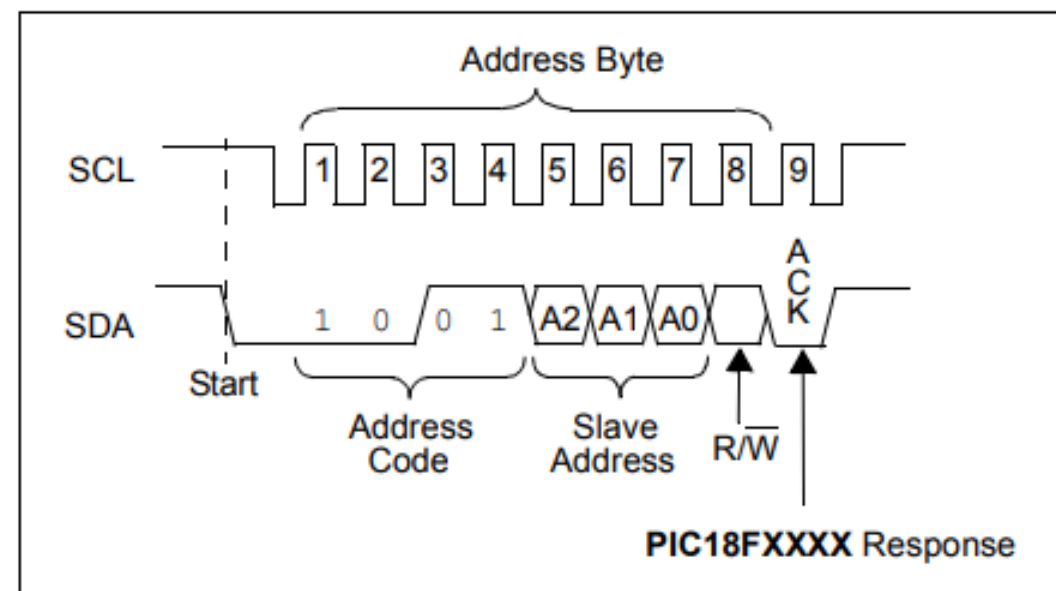 Address Byte
SCL 1 2 3 4 5 6 7 8 9
SDA 1 0 0 1 A2 A1 A0 ACK
Start
Address Code
Slave Address
R/W̅
PIC18FXXXX Response